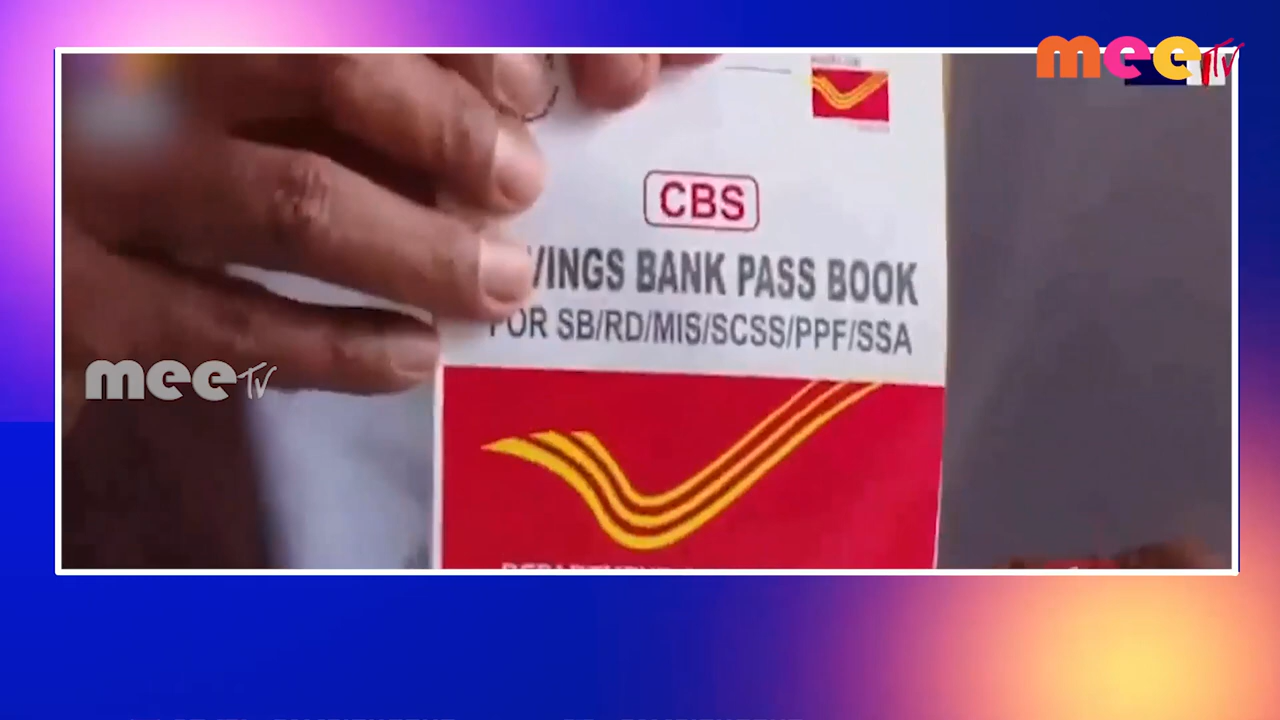 mee TV
CBS
VINGS BANK PASS BOOK
FOR SB/RD/MIS/SCSS/PPF/SSA
mee TV